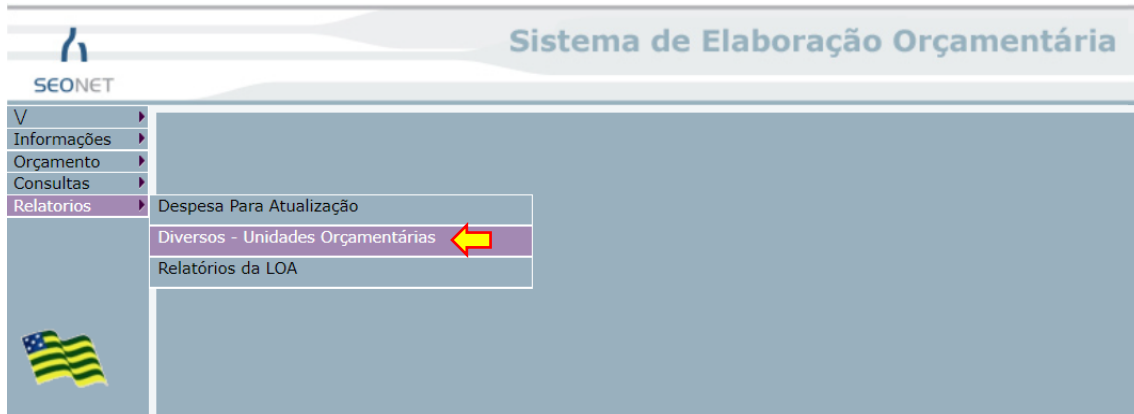 Sistema de Elaboração Orçamentária
SEONET
V
Informações
Orçamento
Consultas
Relatorios
Despesa Para Atualização
Diversos - Unidades Orçamentárias
Relatórios da LOA